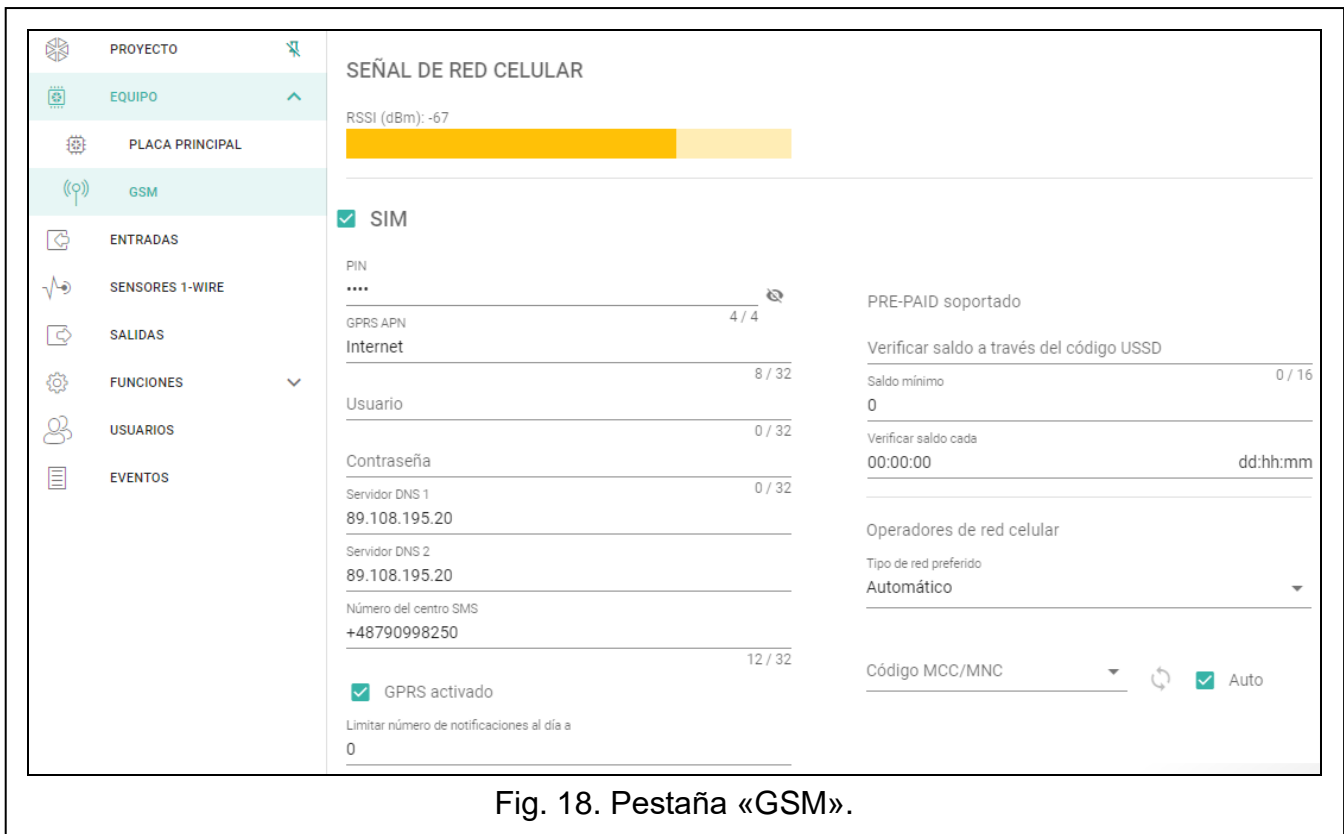 PROYECTO
EQUIPO
PLACA PRINCIPAL
GSM
ENTRADAS
SENSORES 1-WIRE
SALIDAS
FUNCIONES
USUARIOS
EVENTOS
SEÑAL DE RED CELULAR
RSSI (dBm): -67
SIM
PIN
••••
4 / 4
GPRS APN
Internet
8 / 32
Usuario
0 / 32
Contraseña
0 / 32
Servidor DNS 1
89.108.195.20
Servidor DNS 2
89.108.195.20
Número del centro SMS
+48790998250
12 / 32
GPRS activado
Limitar número de notificaciones al día a
0
PRE-PAID soportado
Verificar saldo a través del código USSD
0 / 16
Saldo mínimo
0
Verificar saldo cada
00:00:00 dd:hh:mm
Operadores de red celular
Tipo de red preferido
Automático
Código MCC/MNC
Auto
Fig. 18. Pestaña «GSM».